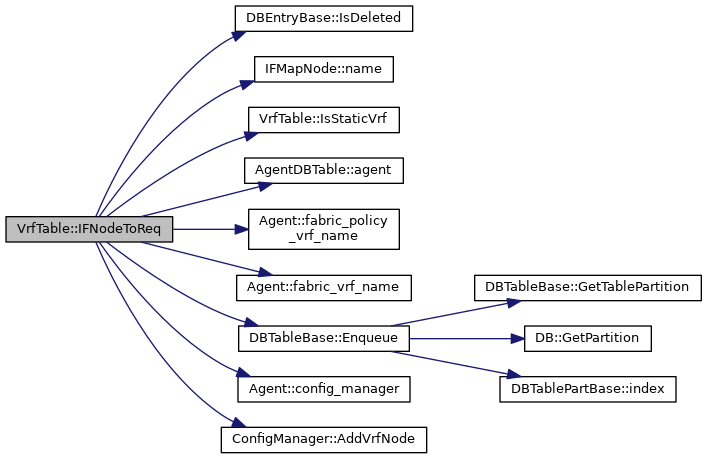 DBEntryBase::IsDeleted
IFMapNode::name
VrfTable::IsStaticVrf
AgentDBTable::agent
VrfTable::IFNodeToReq
Agent::fabric_policy
_vrf_name
Agent::fabric_vrf_name
DBTableBase::GetTablePartition
DBTableBase::Enqueue
DB::GetPartition
Agent::config_manager
DBTablePartBase::index
ConfigManager::AddVrfNode